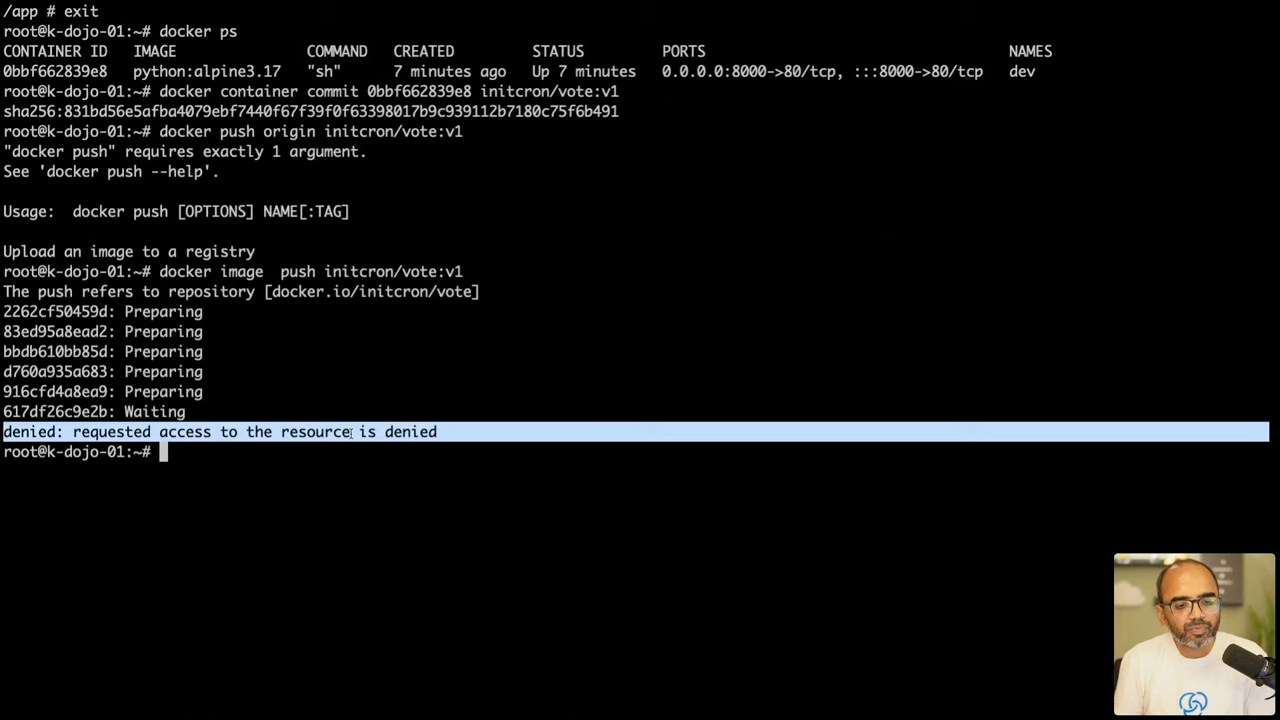 /app # exit
root@k-dojo-01:~# docker ps
CONTAINER ID   IMAGE               COMMAND   CREATED         STATUS         PORTS                                   NAMES
0bbf662839e8   python:alpine3.17   "sh"      7 minutes ago   Up 7 minutes   0.0.0.0:8000->80/tcp, :::8000->80/tcp   dev
root@k-dojo-01:~# docker container commit 0bbf662839e8 initcron/vote:v1
sha256:831bd56e5afba4079ebf7440f67f39f0f63398017b9c939112b7180c75f6b491
root@k-dojo-01:~# docker push origin initcron/vote:v1
"docker push" requires exactly 1 argument.
See 'docker push --help'.
Usage:  docker push [OPTIONS] NAME[:TAG]
Upload an image to a registry
root@k-dojo-01:~# docker image  push initcron/vote:v1
The push refers to repository [docker.io/initcron/vote]
2262cf50459d: Preparing
83ed95a8ead2: Preparing
bbdb610bb85d: Preparing
d760a935a683: Preparing
916cfd4a8ea9: Preparing
617df26c9e2b: Waiting
denied: requested access to the resource is denied
root@k-dojo-01:~#